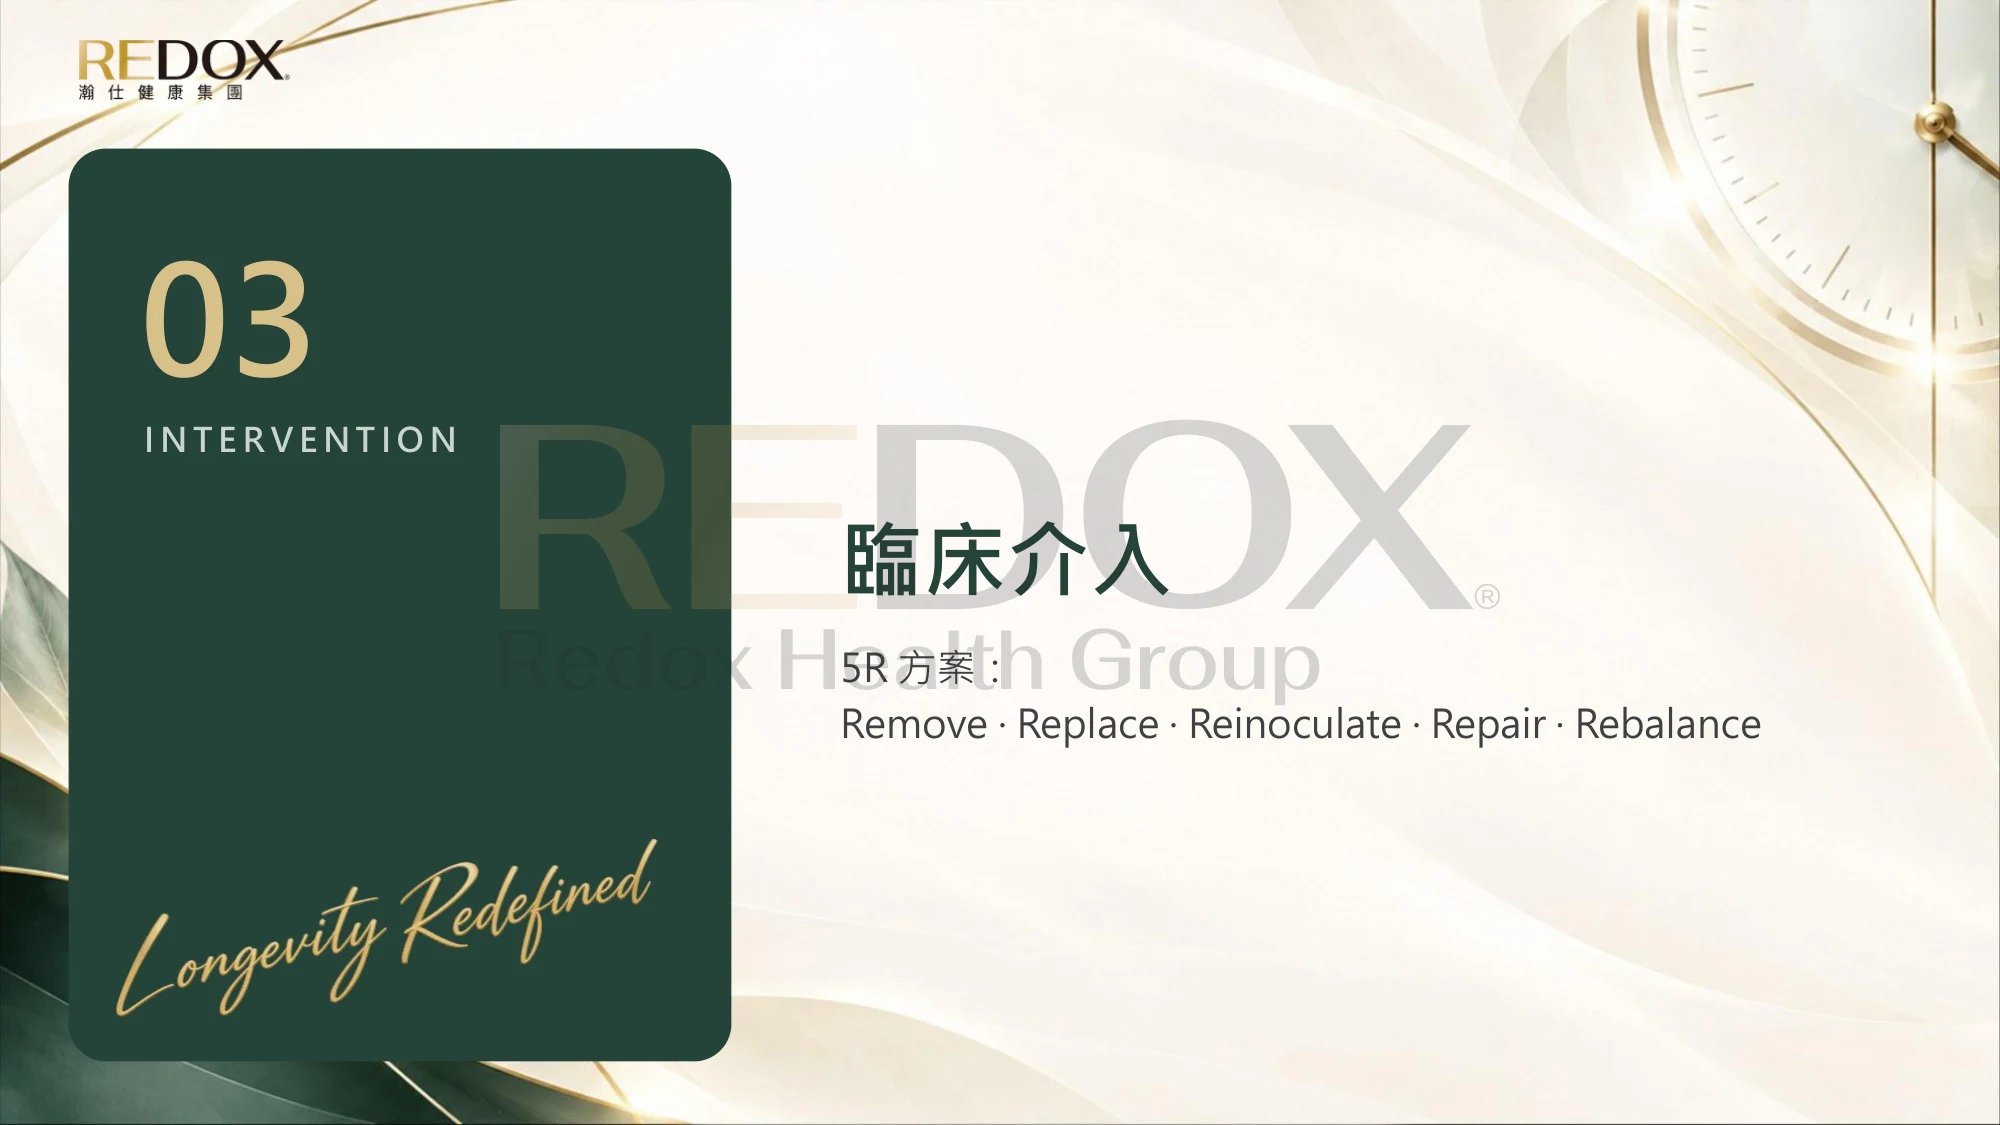 REDOX®
瀚仕健康集團
03
INTERVENTION
REDOX®
Redox Health Group
臨床介入
5R 方案：
Remove · Replace · Reinoculate · Repair · Rebalance
Longevity Redefined